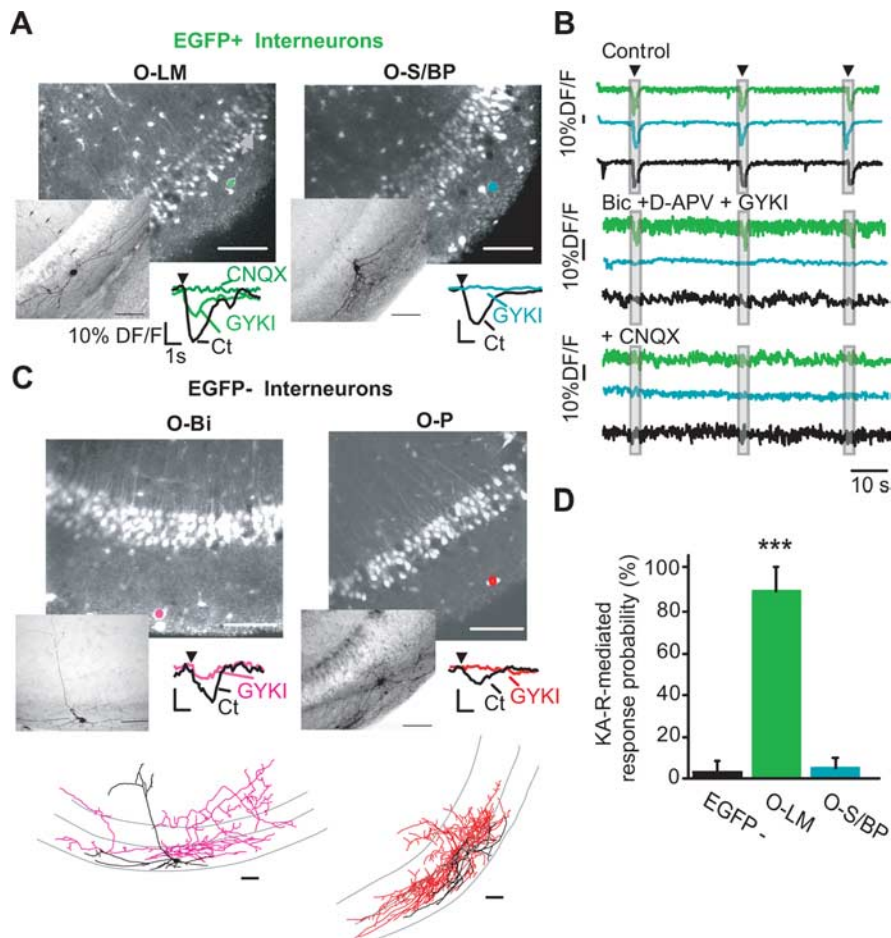 A
EGFP+ Interneurons
O-LM
O-S/BP
CNQX
GYKI
Ct
10% DF/F
1s
GYKI
Ct
B
Control
10%DF/F
Bic +D-APV + GYKI
10%DF/F
+ CNQX
10%DF/F
10 s
C
EGFP- Interneurons
O-Bi
O-P
GYKI
Ct
GYKI
Ct
D
KA-R-mediated
response probability (%)
***
100
80
60
40
20
0
EGFP -
O-LM
O-S/BP